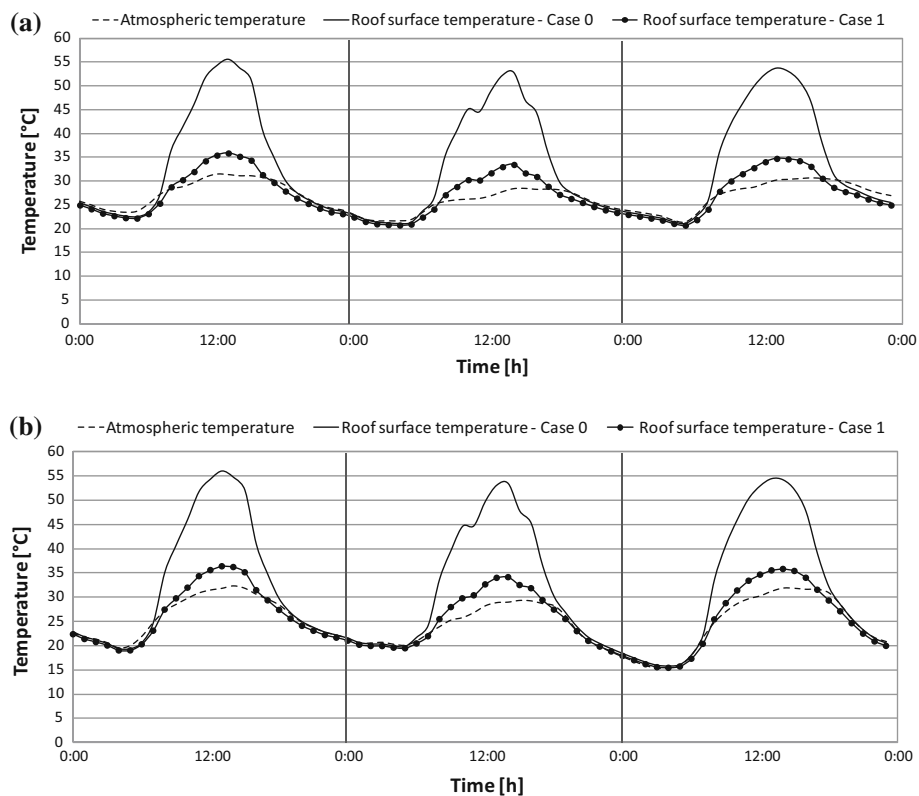 (a)
Atmospheric temperature Roof surface temperature - Case 0 Roof surface temperature - Case 1
60
55
50
45
40
35
30
25
20
15
10
5
0
Temperature [°C]
0:00 12:00 0:00 12:00 0:00 12:00 0:00
Time [h]
(b)
Atmospheric temperature Roof surface temperature - Case 0 Roof surface temperature - Case 1
60
55
50
45
40
35
30
25
20
15
10
5
0
Temperature [°C]
0:00 12:00 0:00 12:00 0:00 12:00 0:00
Time [h]